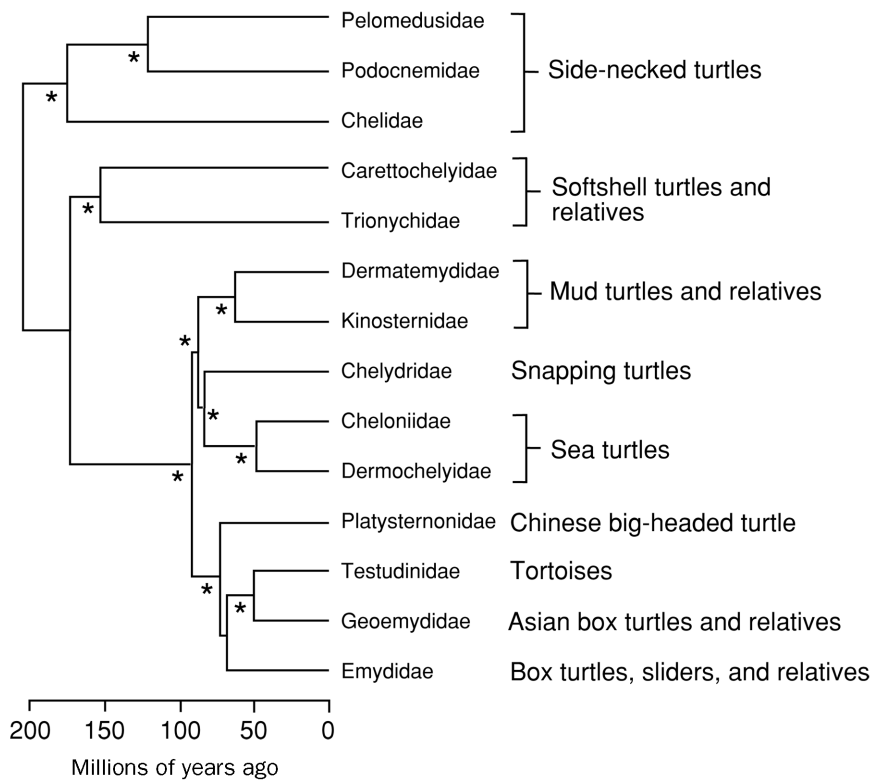 Pelomedusidae
Podocnemidae
Side-necked turtles
Chelidae
Carettochelyidae
Softshell turtles and
relatives
Trionychidae
Dermatemydidae
Mud turtles and relatives
Kinosternidae
Chelydridae Snapping turtles
Cheloniidae
Sea turtles
Dermochelyidae
Platysternonidae Chinese big-headed turtle
Testudinidae Tortoises
Geoemydidae Asian box turtles and relatives
Emydidae Box turtles, sliders, and relatives
* * * * * * * * * *
200 150 100 50 0
Millions of years ago